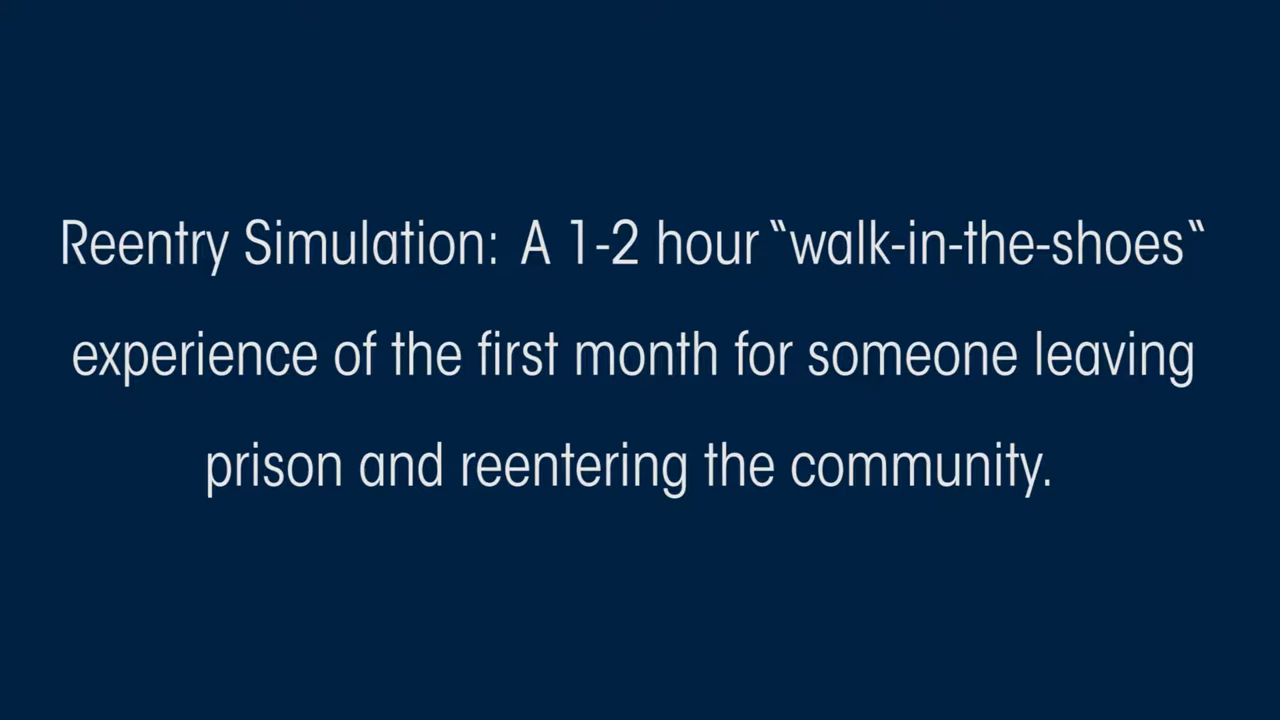 Reentry Simulation: A 1-2 hour “walk-in-the-shoes“
experience of the first month for someone leaving
prison and reentering the community.